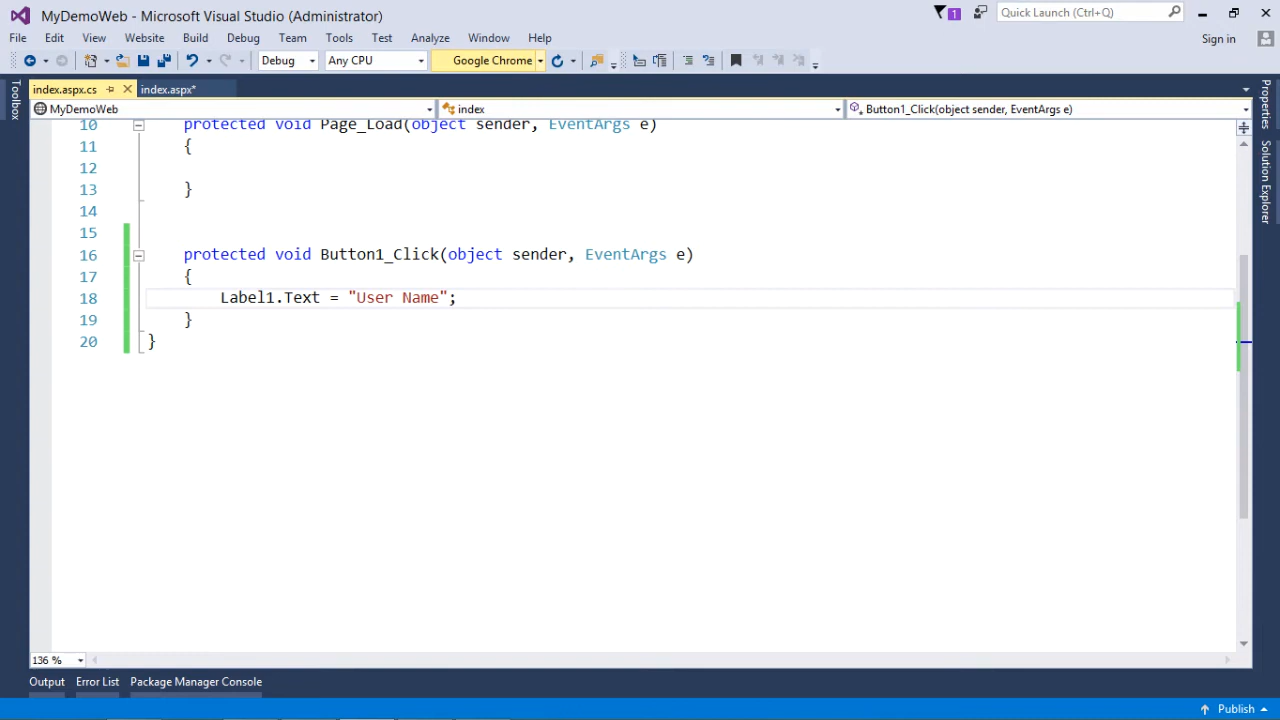 MyDemoWeb - Microsoft Visual Studio (Administrator)
1
Quick Launch (Ctrl+Q)
File Edit View Website Build Debug Team Tools Test Analyze Window Help
Sign in
Debug Any CPU Google Chrome
Toolbox
index.aspx.cs index.aspx*
MyDemoWeb index Button1_Click(object sender, EventArgs e)
10 protected void Page_Load(object sender, EventArgs e)
11 {
12
13 }
14
15
16 protected void Button1_Click(object sender, EventArgs e)
17 {
18 Label1.Text = "User Name";
19 }
20 }
Properties
Solution Explorer
136 %
Output Error List Package Manager Console
Publish